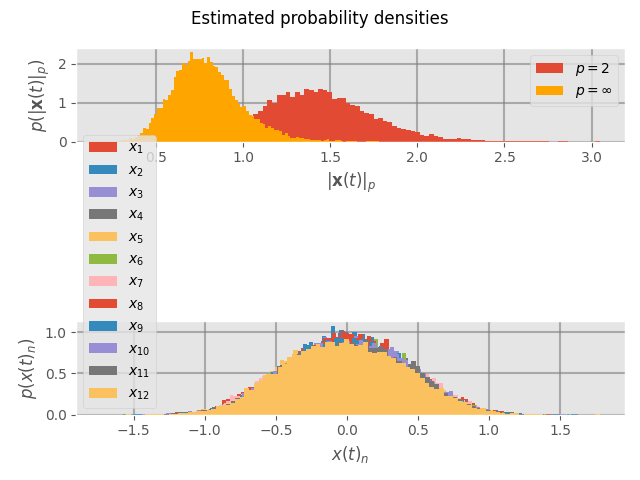 Estimated probability densities
p(|x(t)|ₚ)
2
1
0
p = 2
p = ∞
0.5 1.0 1.5 2.0 2.5 3.0
|x(t)|ₚ
x₁
x₂
x₃
x₄
x₅
x₆
x₇
x₈
x₉
x₁₀
x₁₁
x₁₂
p(x(t)ₙ)
1.0
0.5
0.0
−1.5 −1.0 −0.5 0.0 0.5 1.0 1.5
x(t)ₙ